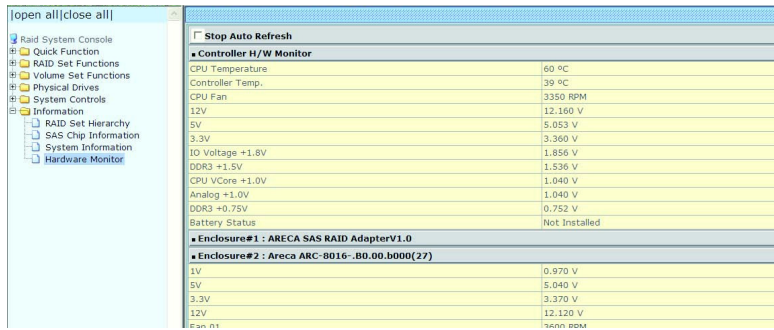 |open all|close all|
Raid System Console
Quick Function
RAID Set Functions
Volume Set Functions
Physical Drives
System Controls
Information
RAID Set Hierarchy
SAS Chip Information
System Information
Hardware Monitor
Stop Auto Refresh
Controller H/W Monitor
CPU Temperature 60 ºC
Controller Temp. 39 ºC
CPU Fan 3350 RPM
12V 12.160 V
5V 5.053 V
3.3V 3.360 V
IO Voltage +1.8V 1.856 V
DDR3 +1.5V 1.536 V
CPU VCore +1.0V 1.040 V
Analog +1.0V 1.040 V
DDR3 +0.75V 0.752 V
Battery Status Not Installed
Enclosure#1 : ARECA SAS RAID AdapterV1.0
Enclosure#2 : Areca ARC-8016-.B0.00.b000(27)
1V 0.970 V
5V 5.040 V
3.3V 3.370 V
12V 12.120 V
Fan 01 3600 RPM